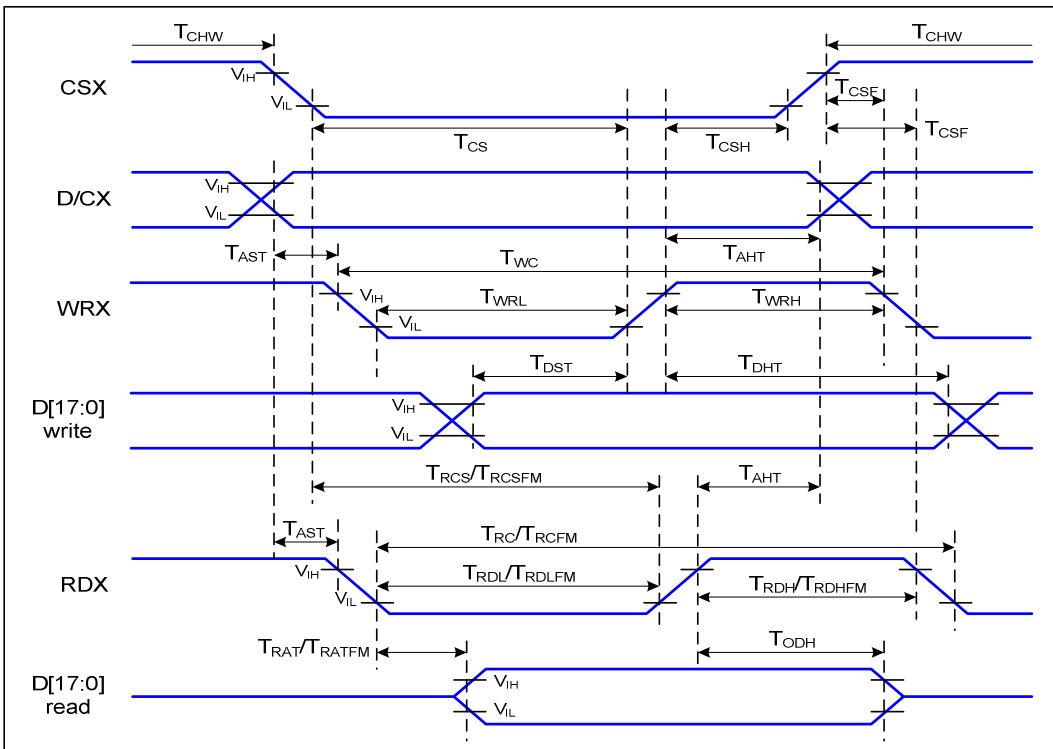 TCHW TCHW
CSX VIH TCSF
VIL
TCS TCSH TCSF
D/CX VIH
VIL
TAST TWC TAHT
WRX VIH TWRL TWRH
VIL
TDST TDHT
D[17:0] VIH
write VIL
TRCS/TRCSFM TAHT
TAST TRC/TRCFM
RDX VIH TRDL/TRDLFM TRDH/TRDHFM
VIL
TRAT/TRATFM TODH
D[17:0] VIH
read VIL